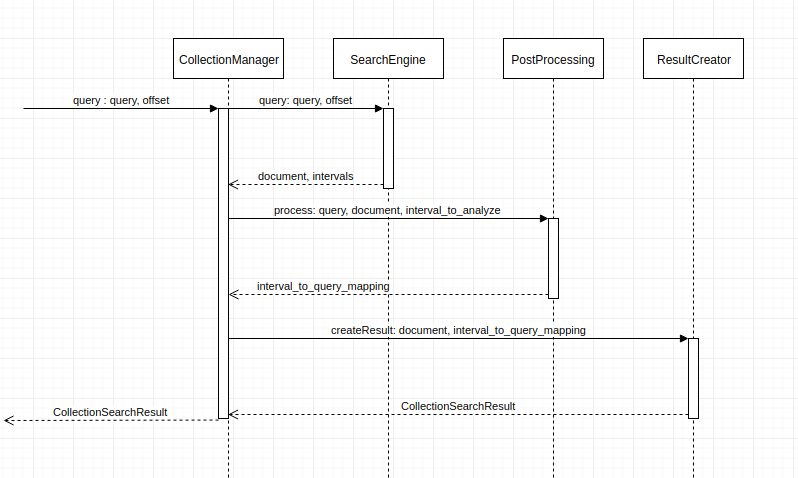 CollectionManager
SearchEngine
PostProcessing
ResultCreator
query : query, offset
query: query, offset
document, intervals
process: query, document, interval_to_analyze
interval_to_query_mapping
createResult: document, interval_to_query_mapping
CollectionSearchResult
CollectionSearchResult